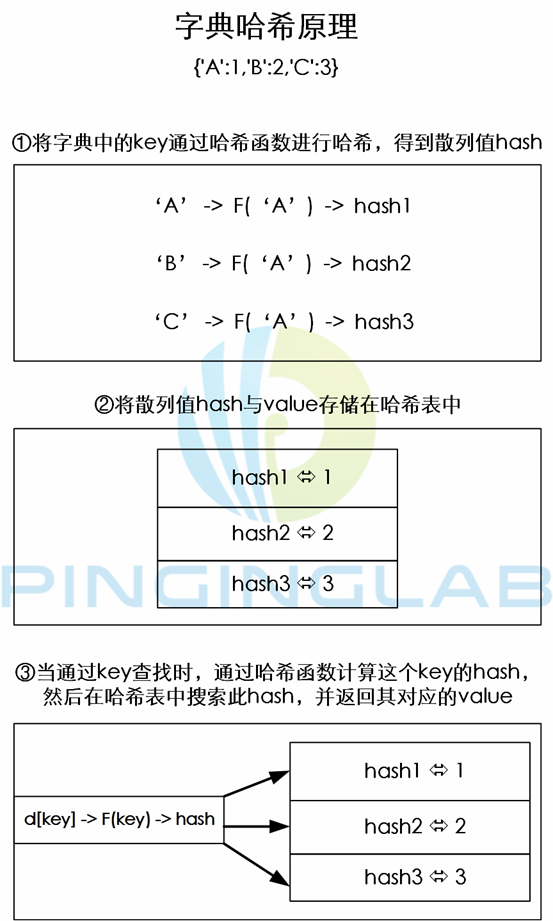 字典哈希原理
{'A':1,'B':2,'C':3}
①将字典中的key通过哈希函数进行哈希，得到散列值hash
‘A’ -> F(‘A’) -> hash1
‘B’ -> F(‘A’) -> hash2
‘C’ -> F(‘A’) -> hash3
②将散列值hash与value存储在哈希表中
hash1 ⬄ 1
hash2 ⬄ 2
hash3 ⬄ 3
PINGINGLAB
③当通过key查找时，通过哈希函数计算这个key的hash，
然后在哈希表中搜索此hash，并返回其对应的value
d[key] -> F(key) -> hash
hash1 ⬄ 1
hash2 ⬄ 2
hash3 ⬄ 3